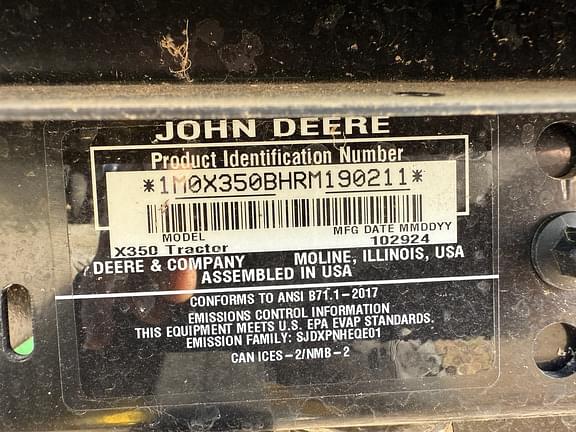 JOHN DEERE
Product Identification Number
*1M0X350BHRM190211*
MODEL MFG DATE MMDDYY
X350 Tractor 102924
DEERE & COMPANY MOLINE, ILLINOIS, USA
ASSEMBLED IN USA
CONFORMS TO ANSI B71.1-2017
EMISSIONS CONTROL INFORMATION
THIS EQUIPMENT MEETS U.S. EPA EVAP STANDARDS.
EMISSION FAMILY: SJDXPNHEQE01
CAN ICES-2/NMB-2